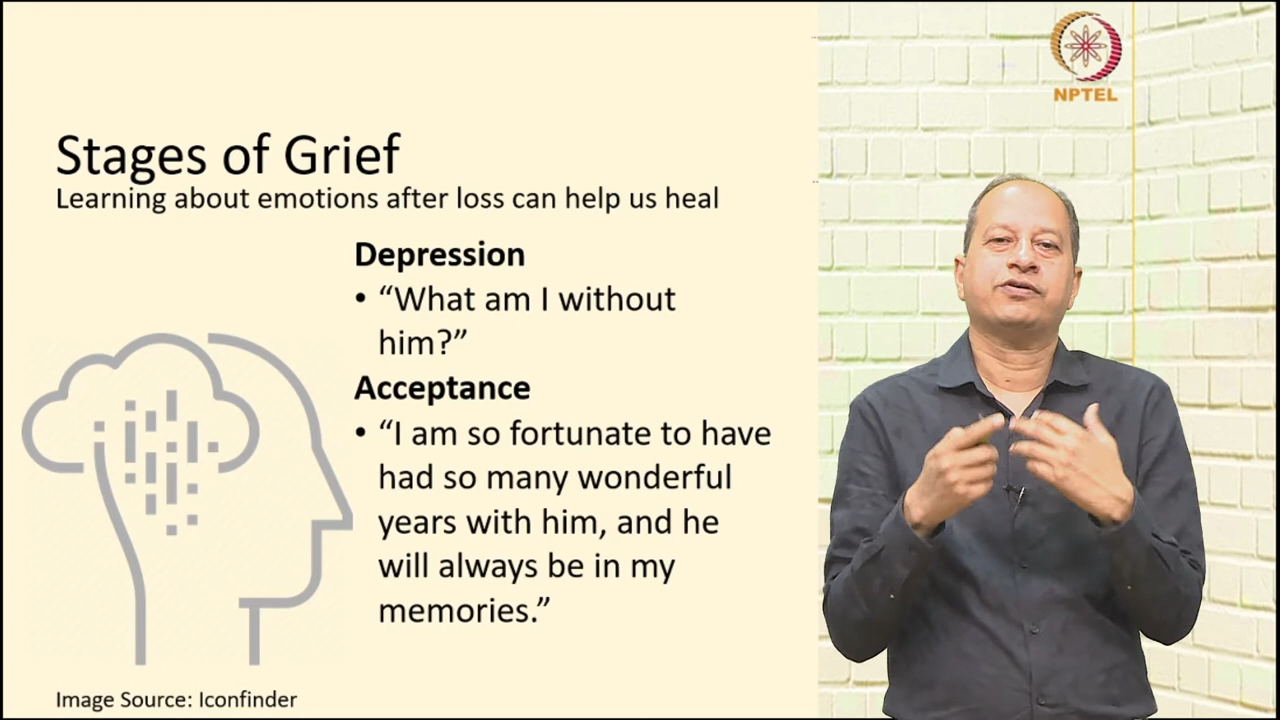 NPTEL
Stages of Grief
Learning about emotions after loss can help us heal
Depression
• “What am I without
him?”
Acceptance
• “I am so fortunate to have
had so many wonderful
years with him, and he
will always be in my
memories.”
Image Source: Iconfinder